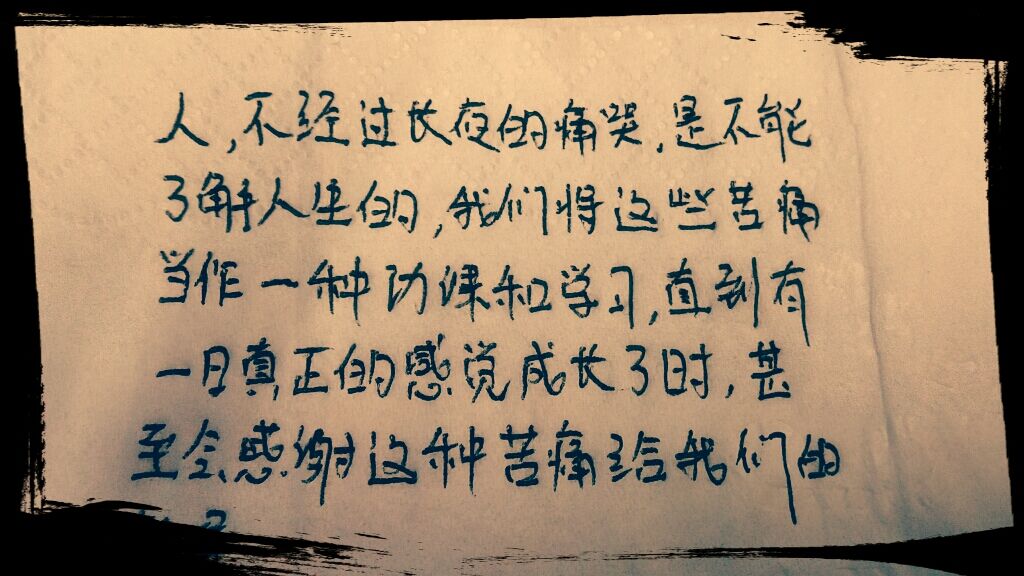 人,不经过长夜的痛哭,是不能
了解人生的,我们将这些苦痛
当作一种功课和学习,直到有
一日真正的感觉成长了时,甚
至会感谢这种苦痛给我们的